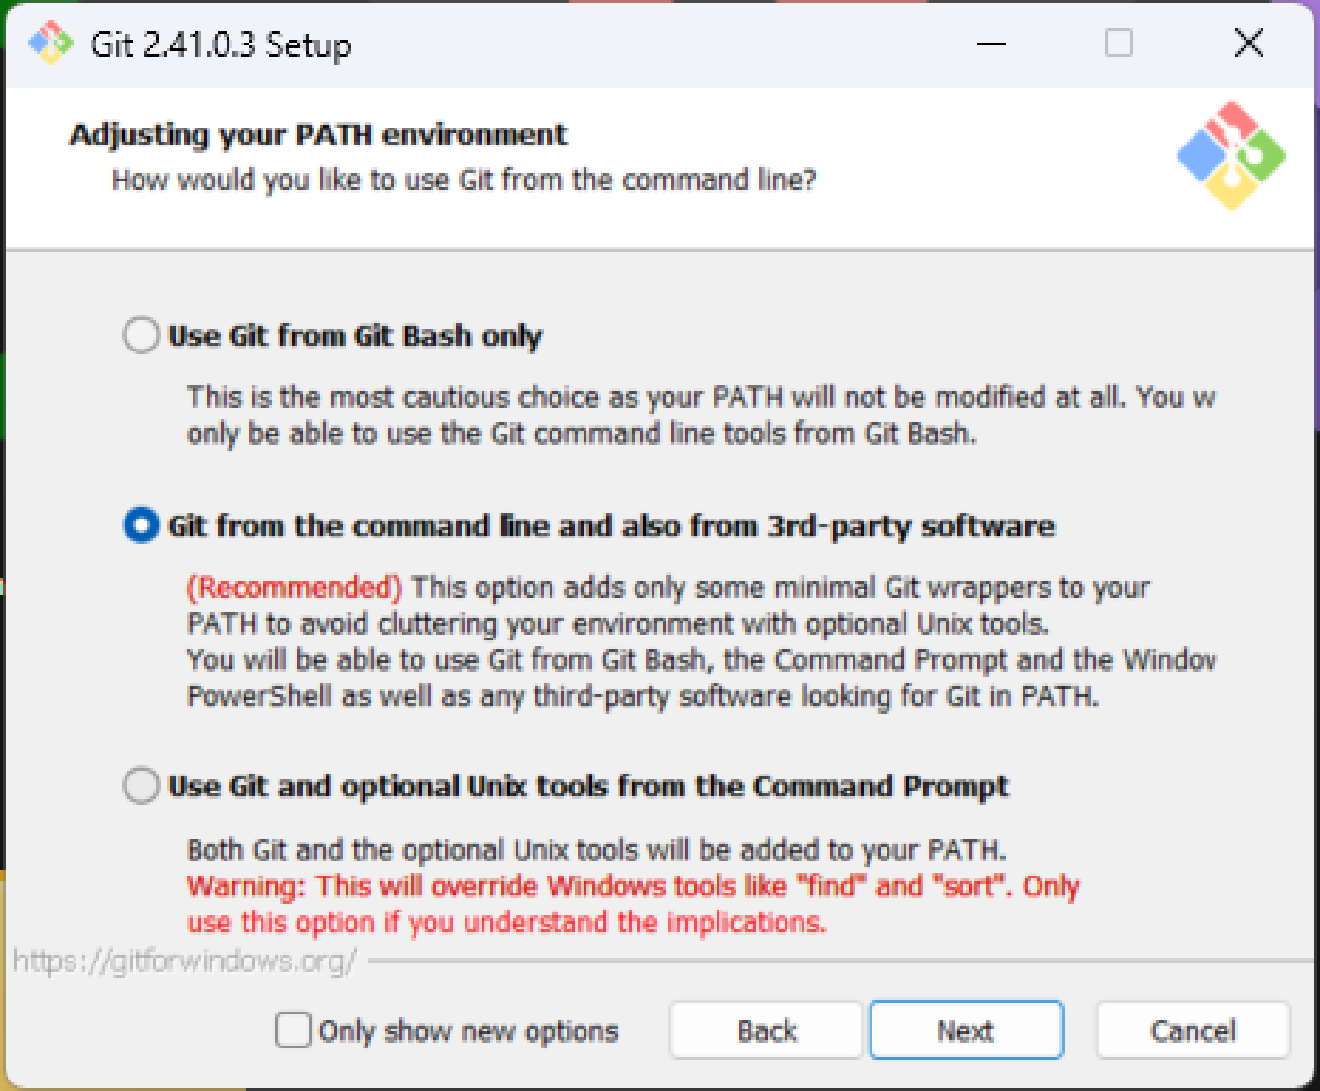 Git 2.41.0.3 Setup
Adjusting your PATH environment
How would you like to use Git from the command line?
Use Git from Git Bash only
This is the most cautious choice as your PATH will not be modified at all. You w
only be able to use the Git command line tools from Git Bash.
Git from the command line and also from 3rd-party software
(Recommended) This option adds only some minimal Git wrappers to your
PATH to avoid cluttering your environment with optional Unix tools.
You will be able to use Git from Git Bash, the Command Prompt and the Window
PowerShell as well as any third-party software looking for Git in PATH.
Use Git and optional Unix tools from the Command Prompt
Both Git and the optional Unix tools will be added to your PATH.
Warning: This will override Windows tools like "find" and "sort". Only
use this option if you understand the implications.
https://gitforwindows.org/
Only show new options
Back
Next
Cancel